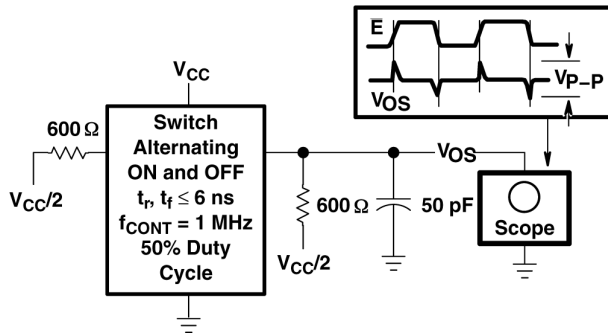 E
V_OS
V_P–P
V_CC
600 Ω
V_CC/2
Switch
Alternating
ON and OFF
t_r, t_f ≤ 6 ns
f_CONT = 1 MHz
50% Duty
Cycle
600 Ω
V_CC/2
50 pF
V_OS
Scope